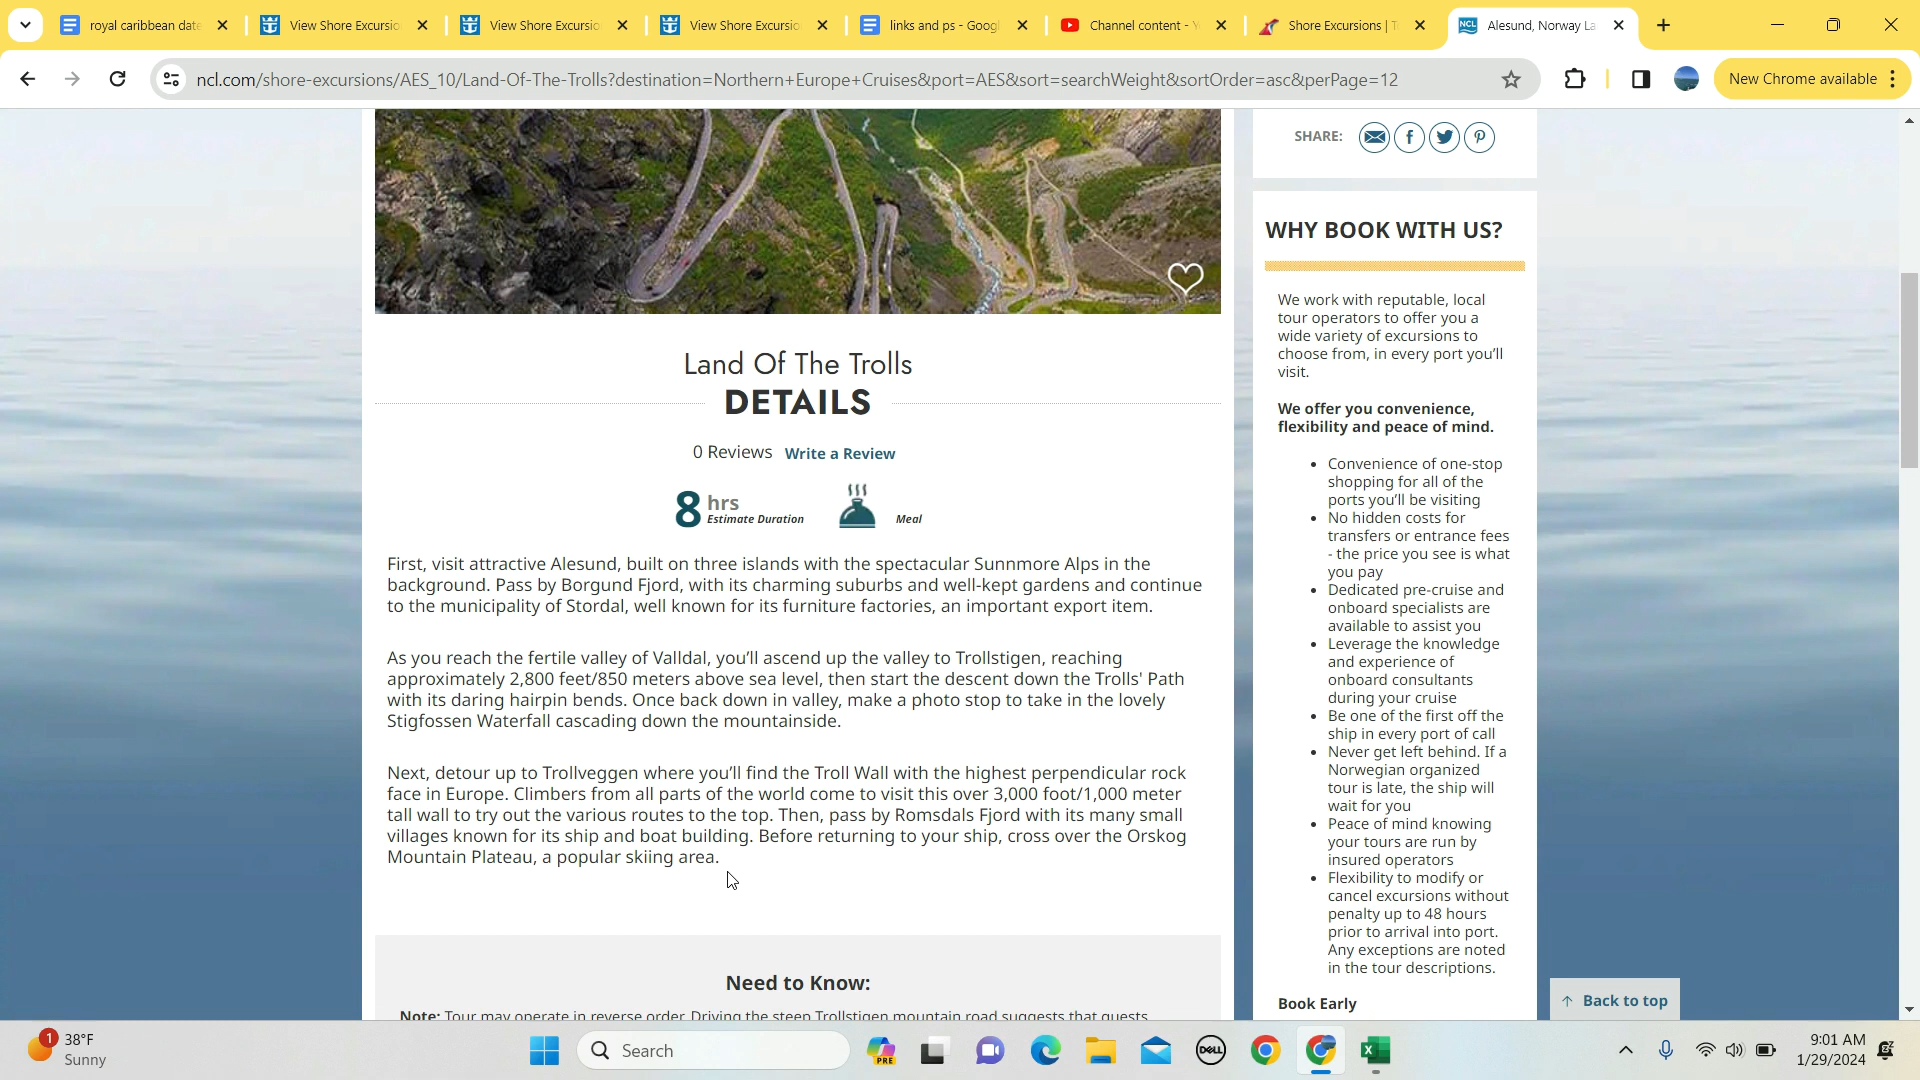 royal caribbean date
View Shore Excursio
View Shore Excursio
View Shore Excursio
links and ps - Googl
Channel content - Y
Shore Excursions | T
NCL
Alesund, Norway La
ncl.com/shore-excursions/AES_10/Land-Of-The-Trolls?destination=Northern+Europe+Cruises&port=AES&sort=searchWeight&sortOrder=asc&perPage=12
New Chrome available
Land Of The Trolls
DETAILS
0 Reviews Write a Review
8 hrs
Estimate Duration
Meal
First, visit attractive Alesund, built on three islands with the spectacular Sunnmore Alps in the
background. Pass by Borgund Fjord, with its charming suburbs and well-kept gardens and continue
to the municipality of Stordal, well known for its furniture factories, an important export item.
As you reach the fertile valley of Valldal, you'll ascend up the valley to Trollstigen, reaching
approximately 2,800 feet/850 meters above sea level, then start the descent down the Trolls' Path
with its daring hairpin bends. Once back down in valley, make a photo stop to take in the lovely
Stigfossen Waterfall cascading down the mountainside.
Next, detour up to Trollveggen where you'll find the Troll Wall with the highest perpendicular rock
face in Europe. Climbers from all parts of the world come to visit this over 3,000 foot/1,000 meter
tall wall to try out the various routes to the top. Then, pass by Romsdals Fjord with its many small
villages known for its ship and boat building. Before returning to your ship, cross over the Orskog
Mountain Plateau, a popular skiing area.
Need to Know:
Note: Tour may operate in reverse order. Driving the steep Trollstigen mountain road suggests that guests
SHARE:
WHY BOOK WITH US?
We work with reputable, local
tour operators to offer you a
wide variety of excursions to
choose from, in every port you'll
visit.
We offer you convenience,
flexibility and peace of mind.
• Convenience of one-stop
shopping for all of the
ports you'll be visiting
• No hidden costs for
transfers or entrance fees
- the price you see is what
you pay
• Dedicated pre-cruise and
onboard specialists are
available to assist you
• Leverage the knowledge
and experience of
onboard consultants
during your cruise
• Be one of the first off the
ship in every port of call
• Never get left behind. If a
Norwegian organized
tour is late, the ship will
wait for you
• Peace of mind knowing
your tours are run by
insured operators
• Flexibility to modify or
cancel excursions without
penalty up to 48 hours
prior to arrival into port.
Any exceptions are noted
in the tour descriptions.
Book Early
↑ Back to top
1
38°F
Sunny
Search
PRE
DELL
9:01 AM
1/29/2024